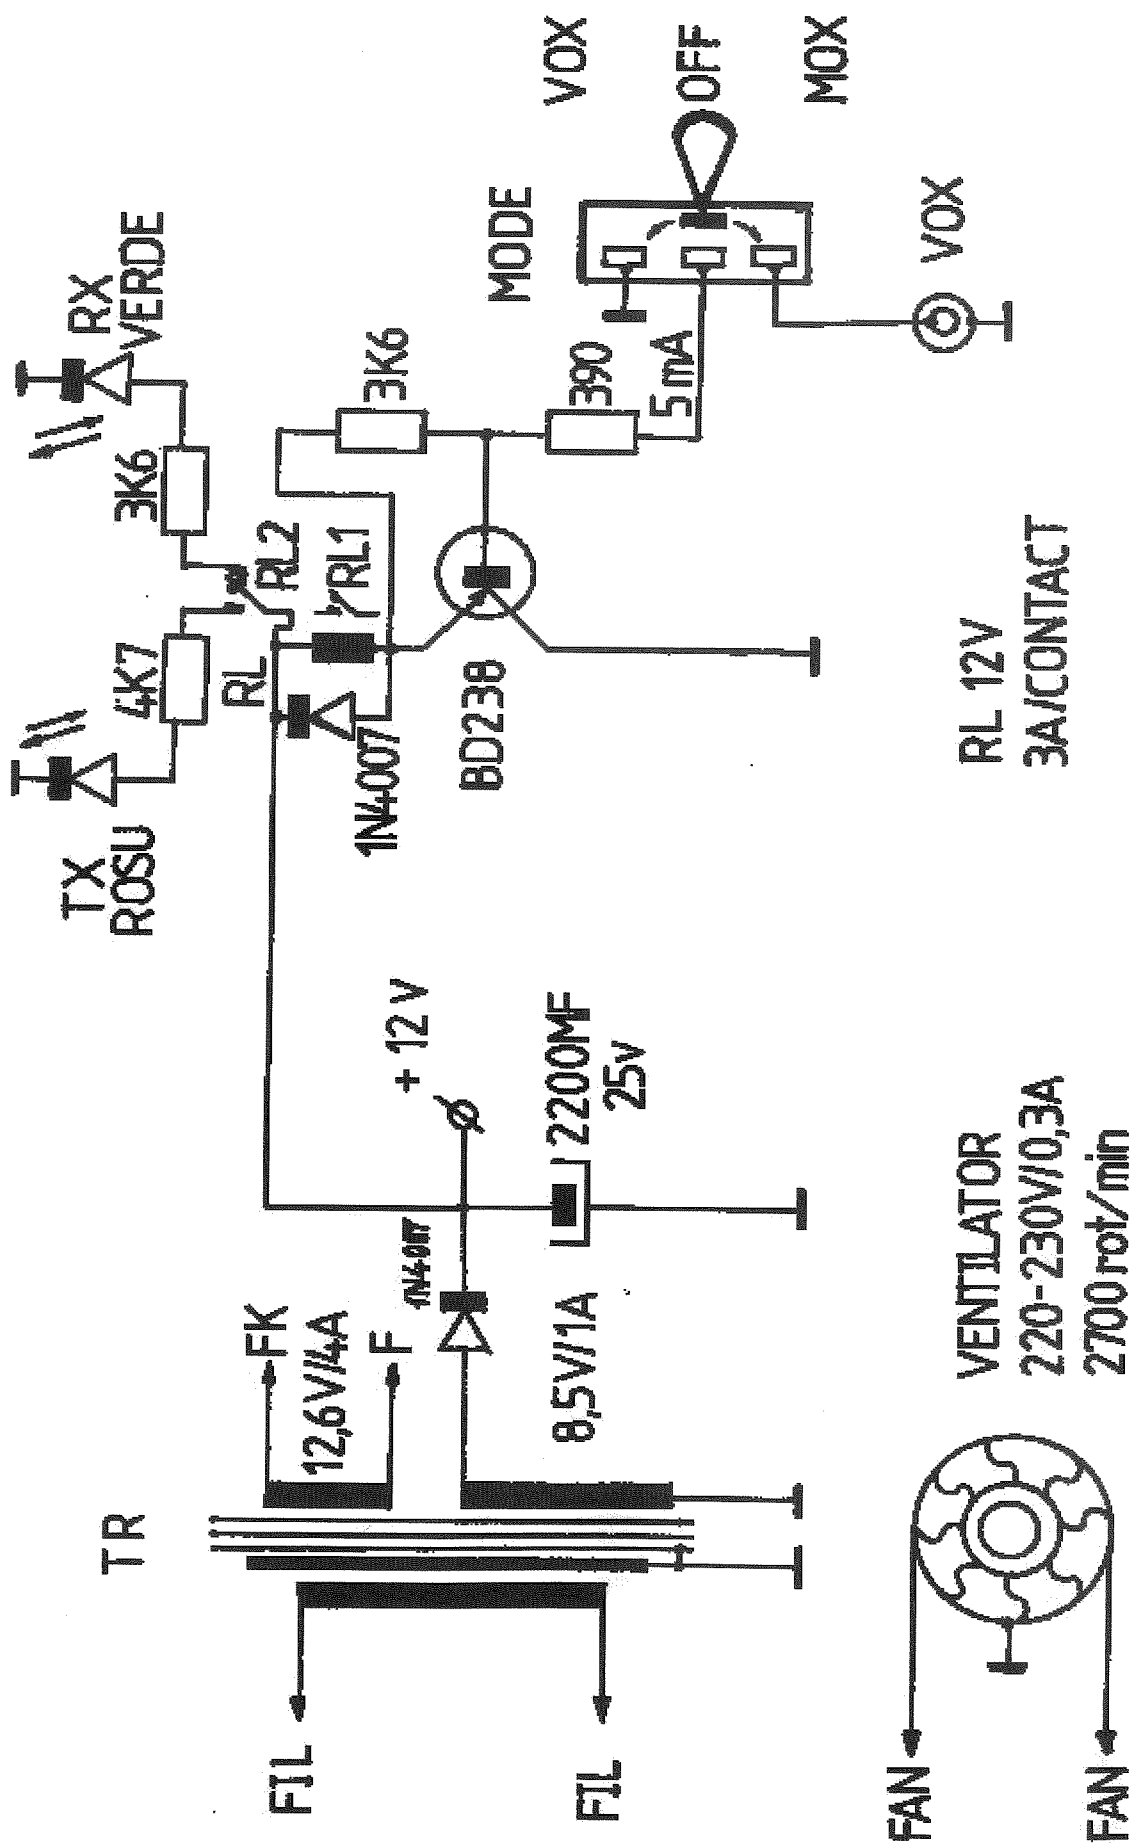 TX
ROSU
RX
VERDE
4K7
3K6
RL2
RL
RL1
1N4007
3K6
BD238
390
5mA
MODE
VOX
OFF
MOX
VOX
RL 12V
3A/CONTACT
TR
FK
12,6V/4A
F
1N4007
+ 12V
2200MF
25v
8,5V/1A
FIL
FIL
FAN
FAN
VENTILATOR
220-230V/0,3A
2700rot/min